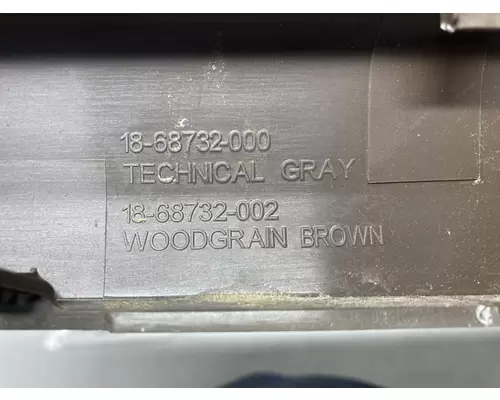 18-68732-000
TECHNICAL GRAY
18-68732-002
WOODGRAIN BROWN